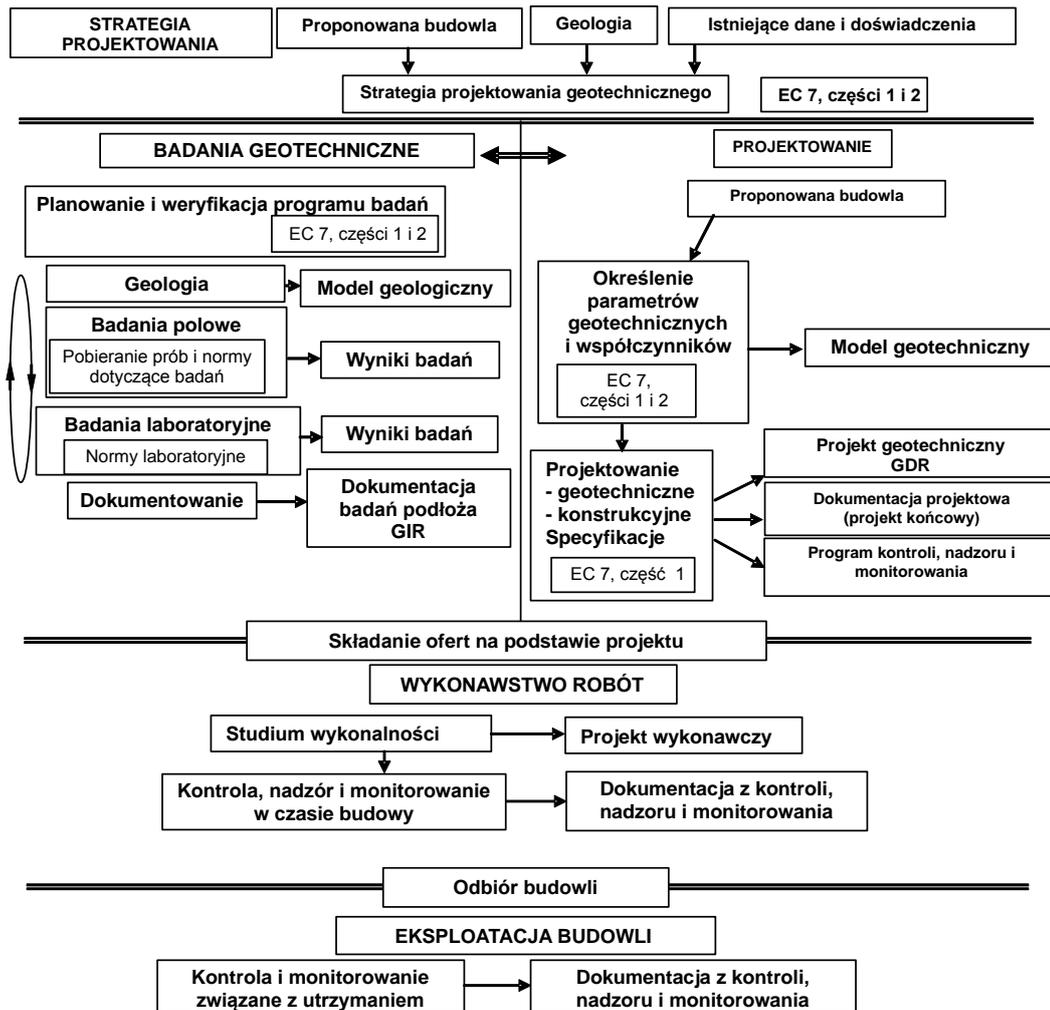 STRATEGIA
PROJEKTOWANIA
Proponowana budowla
Geologia
Istniejące dane i doświadczenia
Strategia projektowania geotechnicznego
EC 7, części 1 i 2
BADANIA GEOTECHNICZNE
PROJEKTOWANIE
Planowanie i weryfikacja programu badań
EC 7, części 1 i 2
Geologia
Model geologiczny
Badania polowe
Pobieranie prób i normy
dotyczące badań
Wyniki badań
Badania laboratoryjne
Normy laboratoryjne
Wyniki badań
Dokumentowanie
Dokumentacja
badań podłoża
GIR
Proponowana budowla
Określenie
parametrów
geotechnicznych
i współczynników
EC 7,
części 1 i 2
Model geotechniczny
Projektowanie
- geotechniczne
- konstrukcyjne
Specyfikacje
EC 7, część 1
Projekt geotechniczny
GDR
Dokumentacja projektowa
(projekt końcowy)
Program kontroli, nadzoru i
monitorowania
Składanie ofert na podstawie projektu
WYKONAWSTWO ROBÓT
Studium wykonalności
Projekt wykonawczy
Kontrola, nadzór i monitorowanie
w czasie budowy
Dokumentacja z kontroli,
nadzoru i monitorowania
Odbiór budowli
EKSPLOATACJA BUDOWLI
Kontrola i monitorowanie
związane z utrzymaniem
Dokumentacja z kontroli,
nadzoru i monitorowania